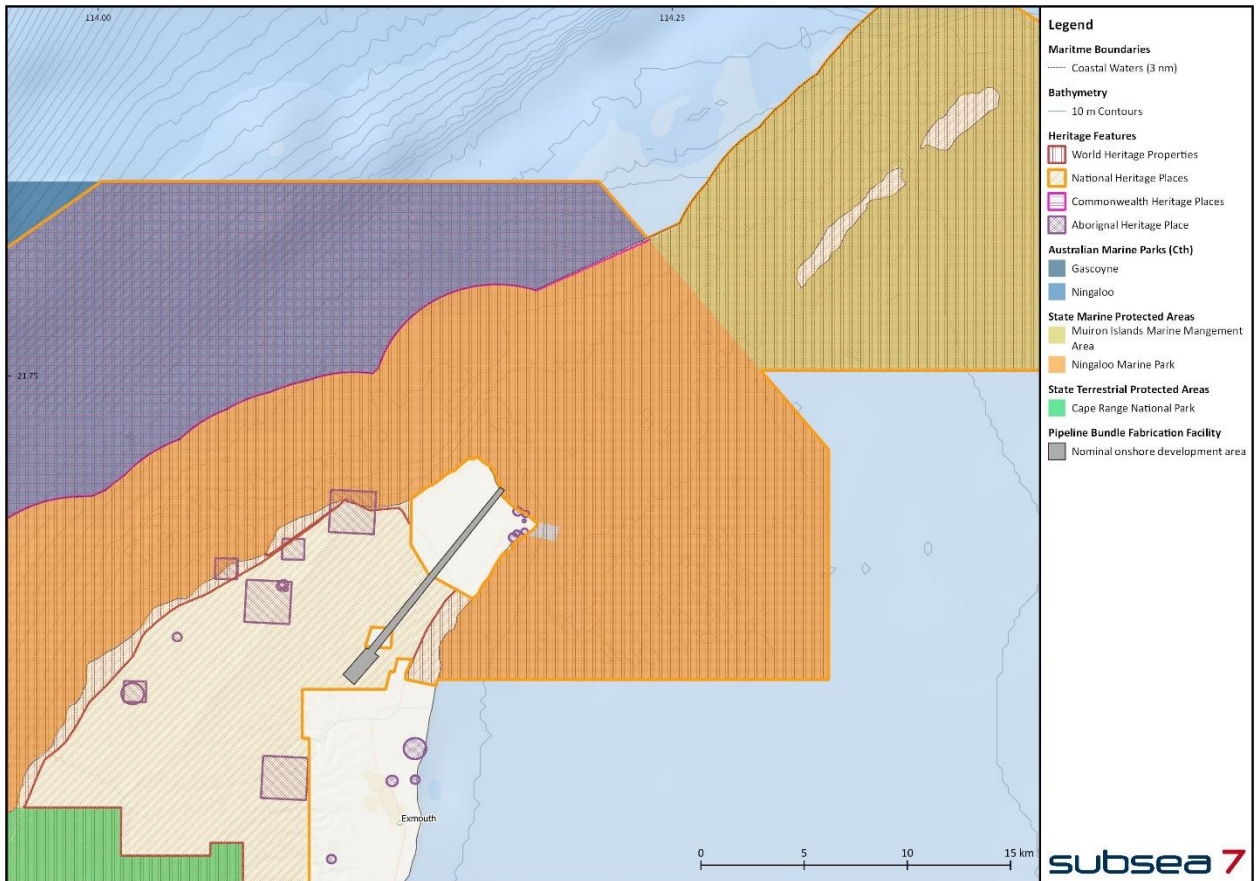 114.00
114.25
21.75
Exmouth
0 5 10 15 km
Legend
Maritme Boundaries
Coastal Waters (3 nm)
Bathymetry
10 m Contours
Heritage Features
World Heritage Properties
National Heritage Places
Commonwealth Heritage Places
Aborignal Heritage Place
Australian Marine Parks (Cth)
Gascoyne
Ningaloo
State Marine Protected Areas
Muiron Islands Marine Mangement
Area
Ningaloo Marine Park
State Terrestrial Protected Areas
Cape Range National Park
Pipeline Bundle Fabrication Facility
Nominal onshore development area
subsea 7